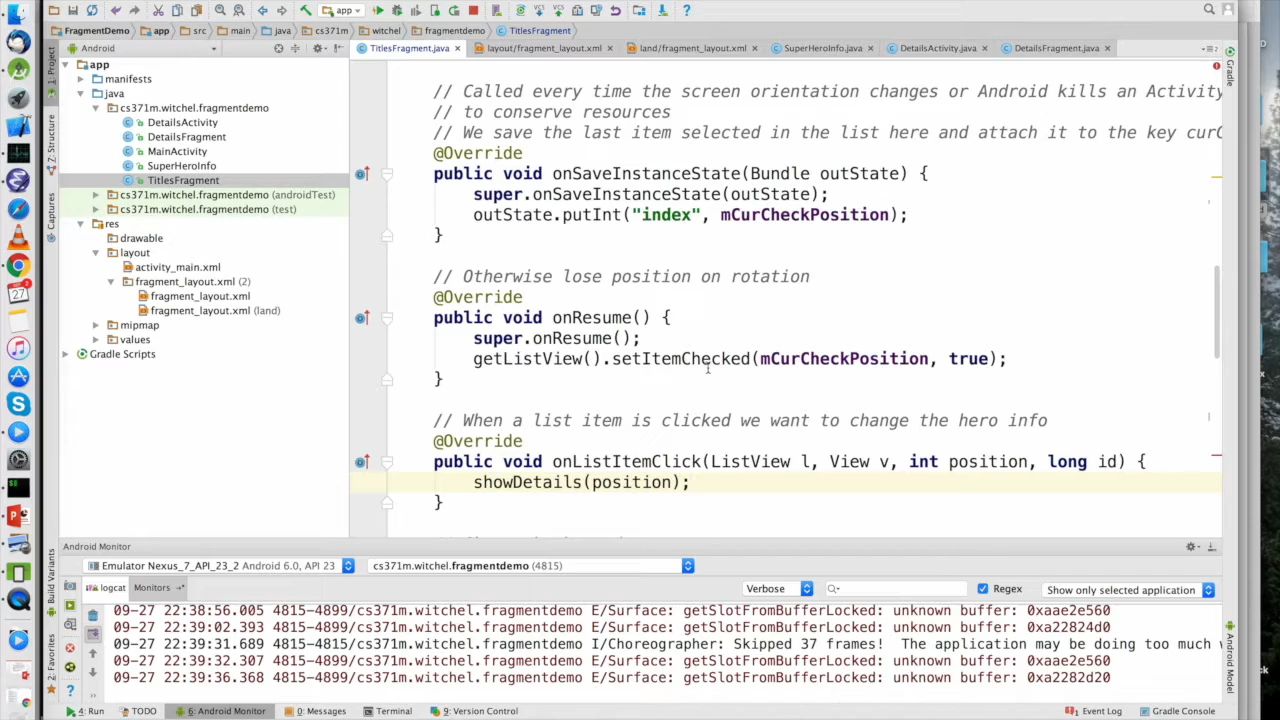 app
FragmentDemo app src main java cs371m witchel fragmentdemo TitlesFragment
Android
TitlesFragment.java layout/fragment_layout.xml land/fragment_layout.xml SuperHeroInfo.java DetailsActivity.java DetailsFragment.java
1: Project
Z: Structure
Captures
Build Variants
2: Favorites
Gradle
Android Model
app
manifests
java
cs371m.witchel.fragmentdemo
DetailsActivity
DetailsFragment
MainActivity
SuperHeroInfo
TitlesFragment
cs371m.witchel.fragmentdemo (androidTest)
cs371m.witchel.fragmentdemo (test)
res
drawable
layout
activity_main.xml
fragment_layout.xml (2)
fragment_layout.xml
fragment_layout.xml (land)
mipmap
values
Gradle Scripts
// Called every time the screen orientation changes or Android kills an Activity
// to conserve resources
// We save the last item selected in the list here and attach it to the key curC
@Override
public void onSaveInstanceState(Bundle outState) {
super.onSaveInstanceState(outState);
outState.putInt("index", mCurCheckPosition);
}
// Otherwise lose position on rotation
@Override
public void onResume() {
super.onResume();
getListView().setItemChecked(mCurCheckPosition, true);
}
// When a list item is clicked we want to change the hero info
@Override
public void onListItemClick(ListView l, View v, int position, long id) {
showDetails(position);
}
Android Monitor
Emulator Nexus_7_API_23_2 Android 6.0, API 23 cs371m.witchel.fragmentdemo (4815)
logcat Monitors Verbose Regex Show only selected application
09-27 22:38:56.005 4815-4899/cs371m.witchel.fragmentdemo E/Surface: getSlotFromBufferLocked: unknown buffer: 0xaae2e560
09-27 22:39:02.393 4815-4899/cs371m.witchel.fragmentdemo E/Surface: getSlotFromBufferLocked: unknown buffer: 0xa22824d0
09-27 22:39:31.689 4815-4815/cs371m.witchel.fragmentdemo I/Choreographer: Skipped 37 frames! The application may be doing too much
09-27 22:39:32.307 4815-4899/cs371m.witchel.fragmentdemo E/Surface: getSlotFromBufferLocked: unknown buffer: 0xaae2e560
09-27 22:39:36.368 4815-4899/cs371m.witchel.fragmentdemo E/Surface: getSlotFromBufferLocked: unknown buffer: 0xa2282d20
4: Run TODO 6: Android Monitor 0: Messages Terminal 9: Version Control 1 Event Log Gradle Console